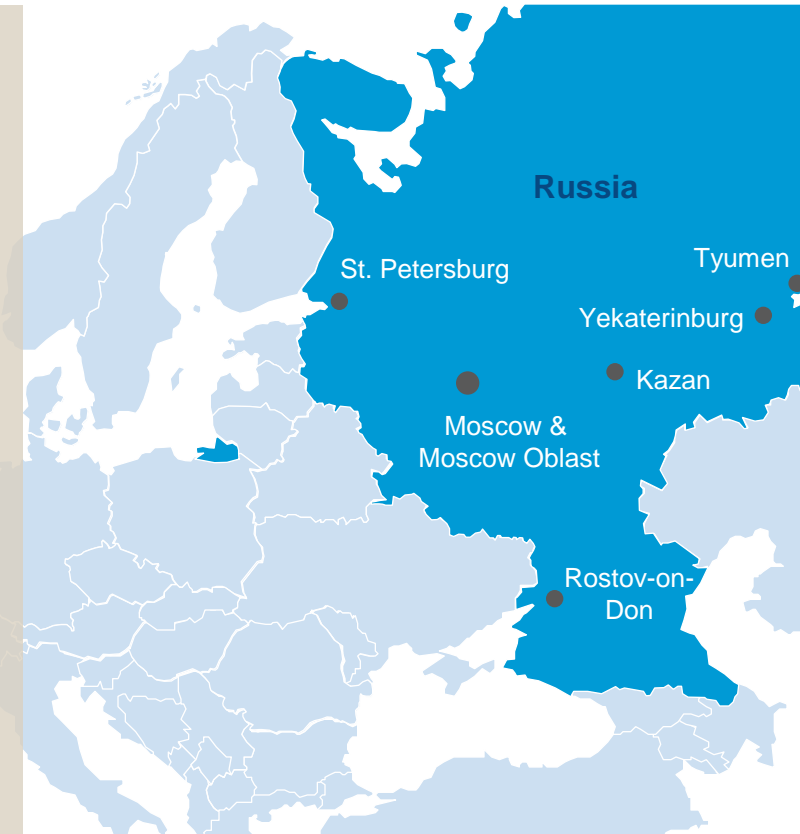 Russia
Tyumen
St. Petersburg
Yekaterinburg
Kazan
Moscow &
Moscow Oblast
Rostov-on-
Don